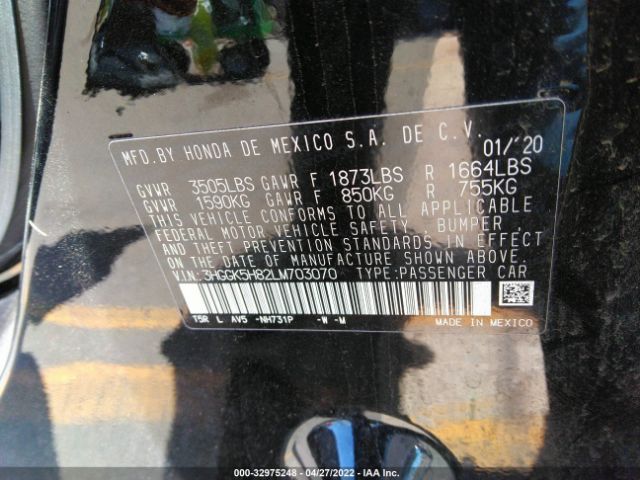 MFD.BY HONDA DE MEXICO S.A. DE C.V. 01/'20
GVWR 3505LBS GAWR F 1873LBS R 1664LBS
GVWR 1590KG GAWR F 850KG R 755KG
THIS VEHICLE CONFORMS TO ALL APPLICABLE
FEDERAL MOTOR VEHICLE SAFETY, BUMPER,
AND THEFT PREVENTION STANDARDS IN EFFECT
ON THE DATE OF MANUFACTURE SHOWN ABOVE.
V.I.N.:3HGGK5H82LM703070 TYPE:PASSENGER CAR
T5R L AV5 -NH731P -W -M
MADE IN MEXICO
000-32975248 - 04/27/2022 - IAA Inc.